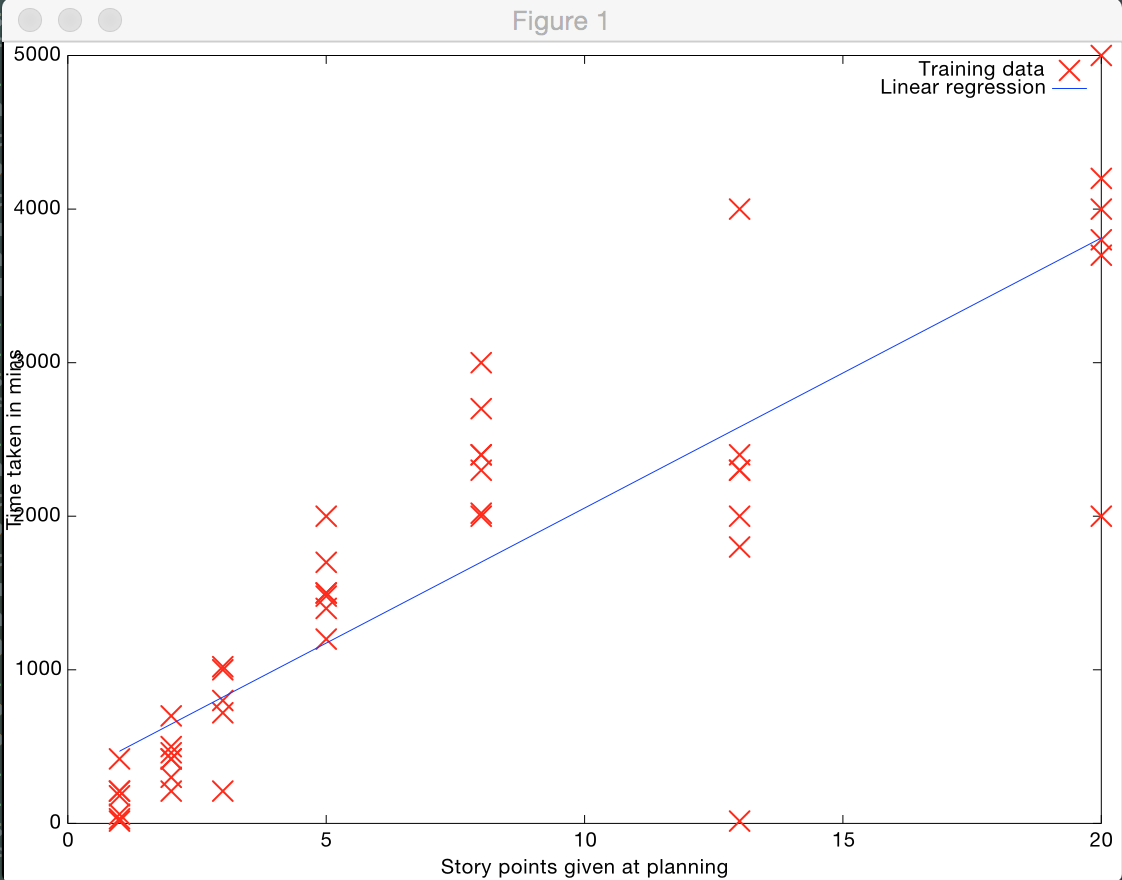 Figure 1
5000
Training data
Linear regression
4000
3000
Time taken in mins
2000
1000
0
0 5 10 15 20
Story points given at planning